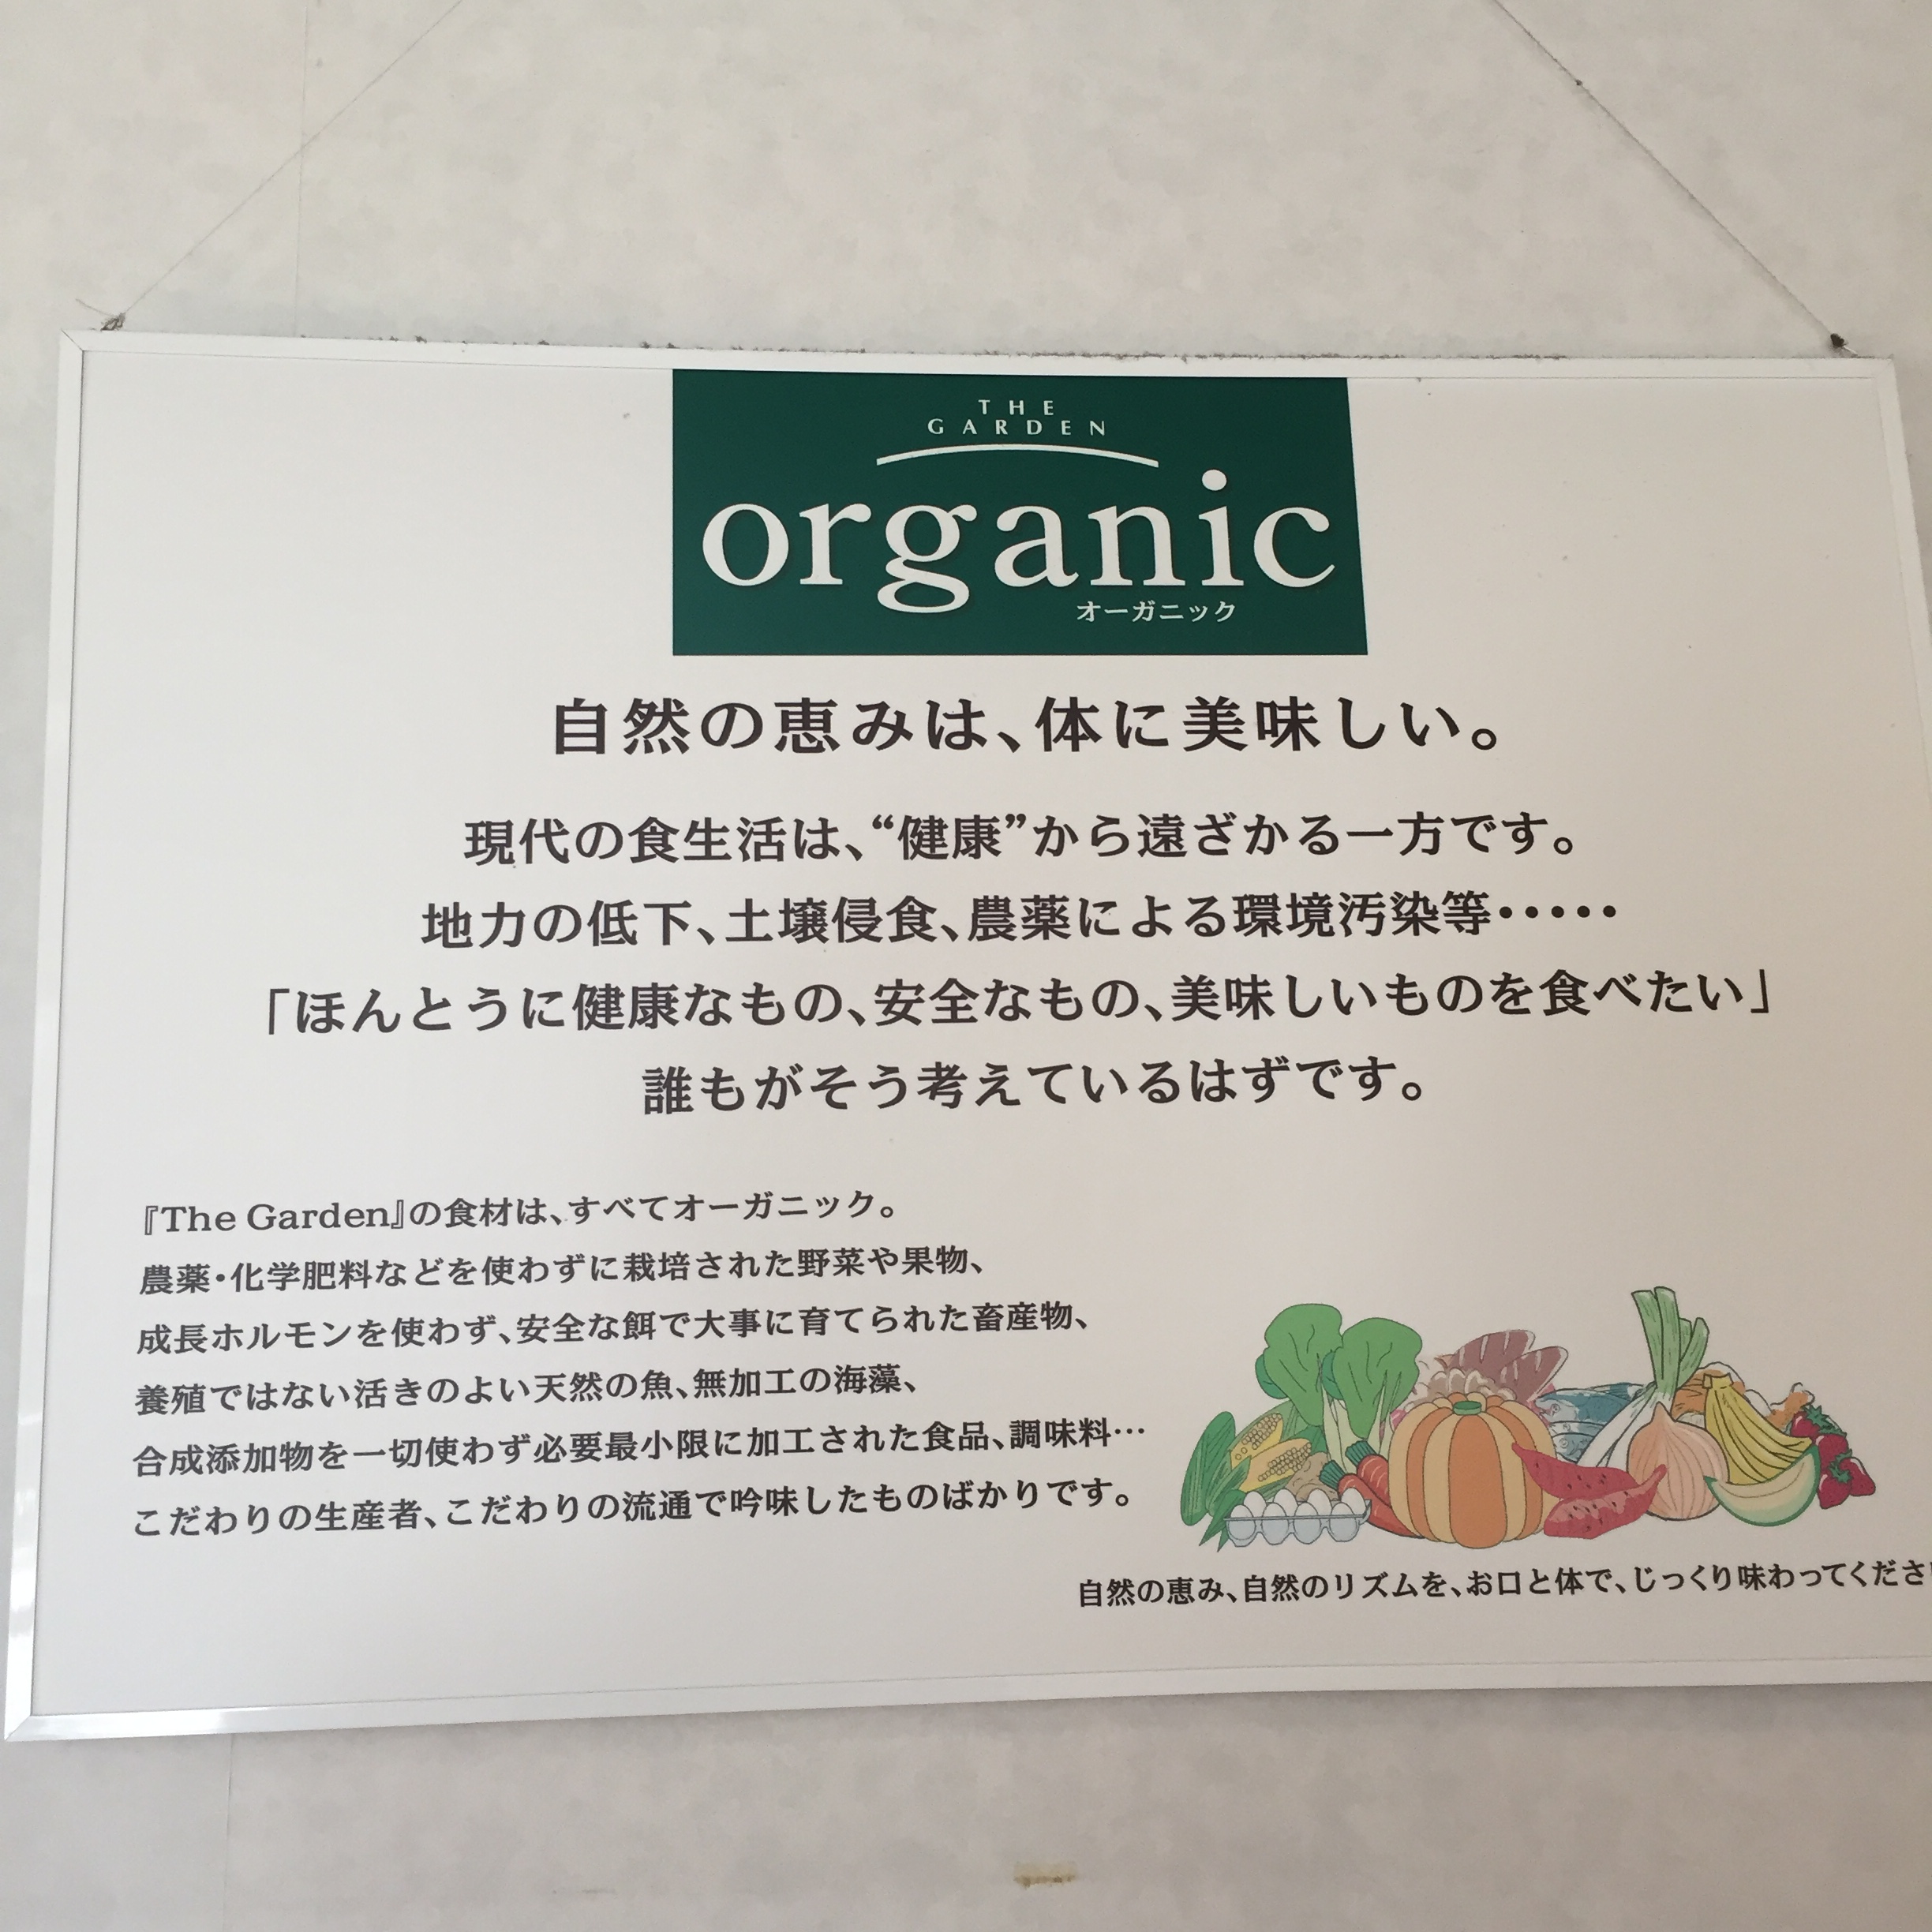 THE
GARDEN
organic
オーガニック
自然の恵みは、体に美味しい。
現代の食生活は、“健康”から遠ざかる一方です。
地力の低下、土壌侵食、農薬による環境汚染等・・・・・
「ほんとうに健康なもの、安全なもの、美味しいものを食べたい」
誰もがそう考えているはずです。
『The Garden』の食材は、すべてオーガニック。
農薬・化学肥料などを使わずに栽培された野菜や果物、
成長ホルモンを使わず、安全な餌で大事に育てられた畜産物、
養殖ではない活きのよい天然の魚、無加工の海藻、
合成添加物を一切使わず必要最小限に加工された食品、調味料…
こだわりの生産者、こだわりの流通で吟味したものばかりです。
自然の恵み、自然のリズムを、お口と体で、じっくり味わってくださ